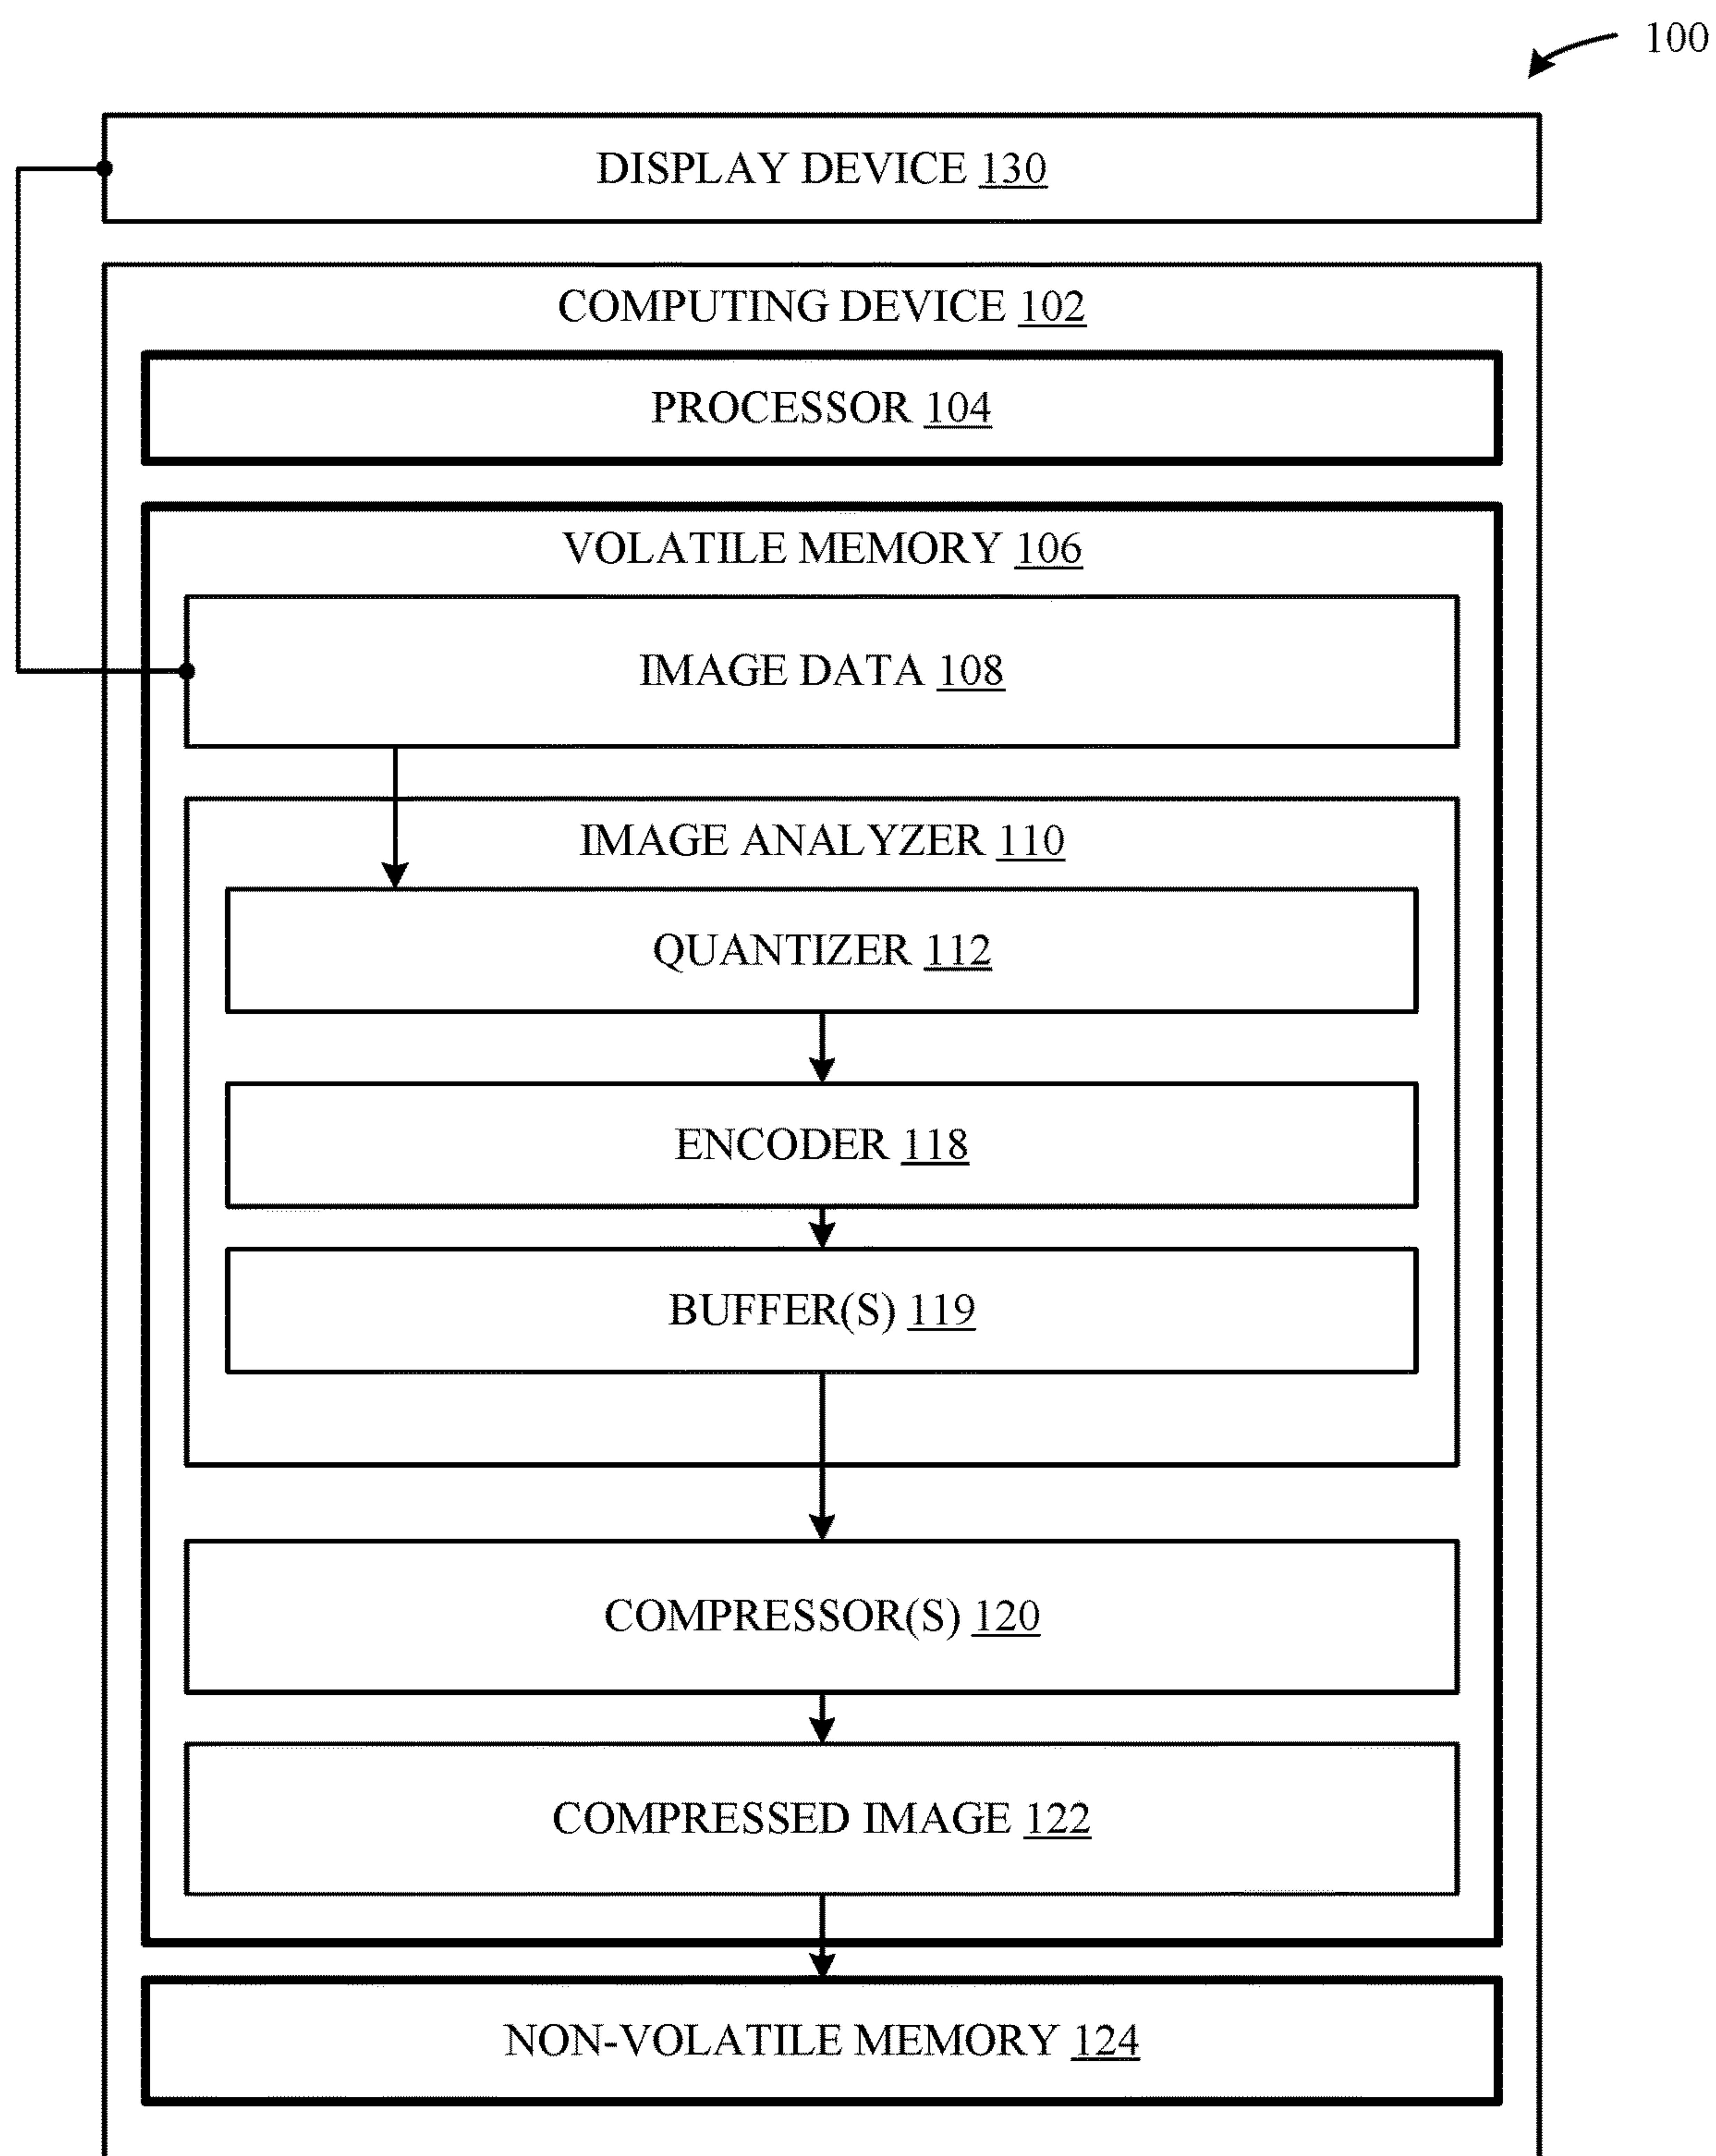 100
DISPLAY DEVICE 130
COMPUTING DEVICE 102
PROCESSOR 104
VOLATILE MEMORY 106
IMAGE DATA 108
IMAGE ANALYZER 110
QUANTIZER 112
ENCODER 118
BUFFER(S) 119
COMPRESSOR(S) 120
COMPRESSED IMAGE 122
NON-VOLATILE MEMORY 124